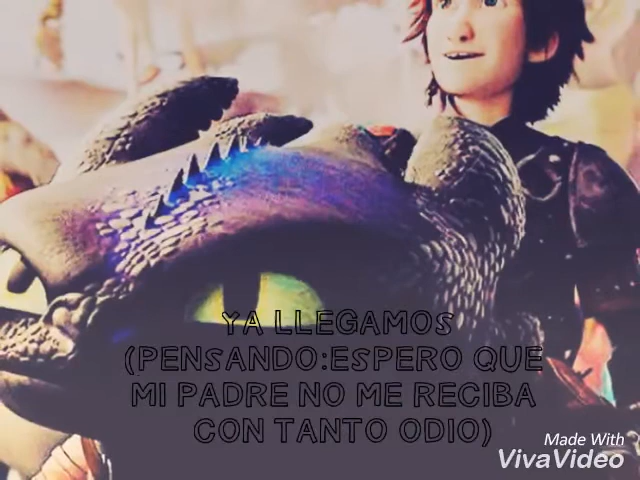 YA LLEGAMOS
(PENSANDO:ESPERO QUE
MI PADRE NO ME RECIBA
CON TANTO ODIO)
Made With
VivaVideo